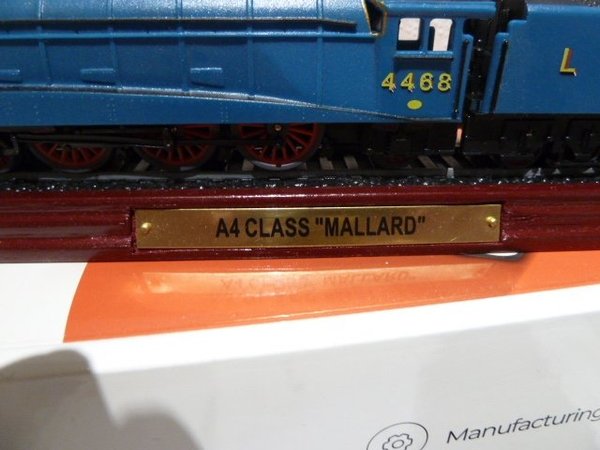 4468
L
A4 CLASS "MALLARD"
Manufacturing